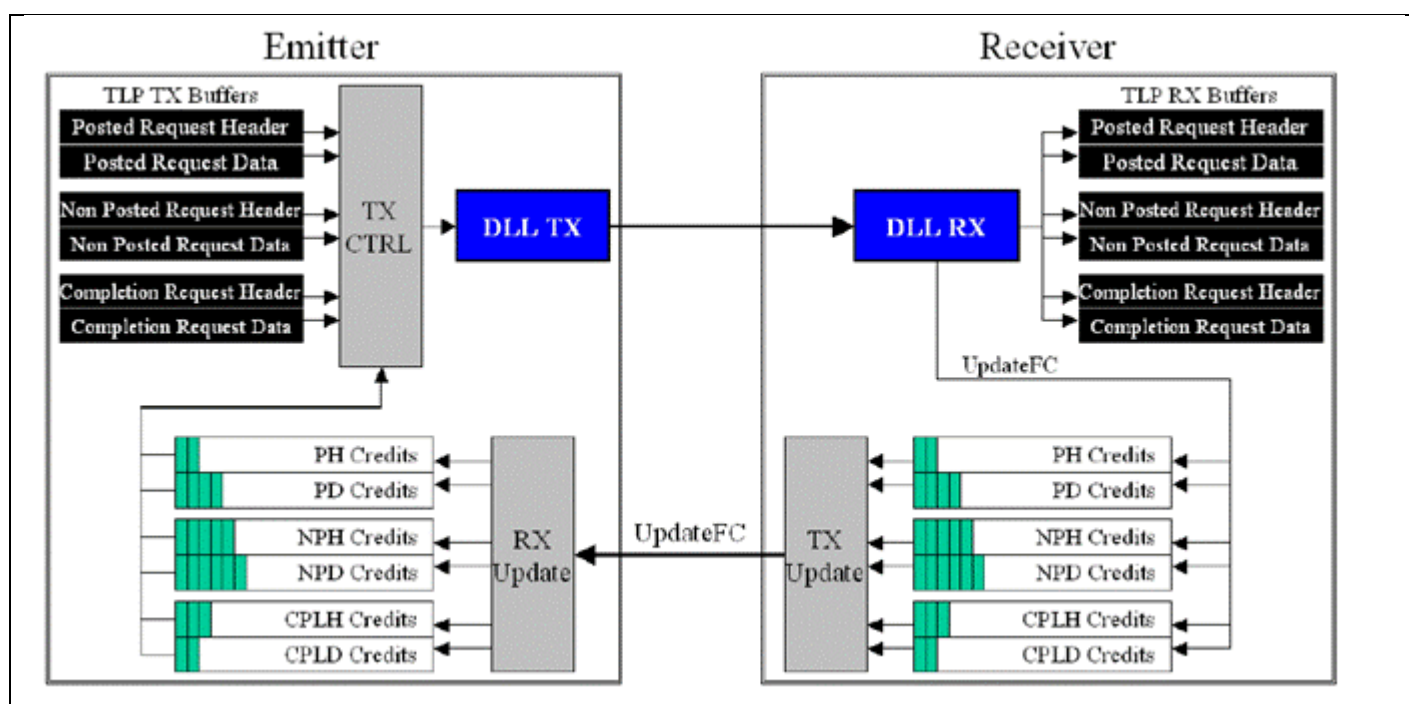 Emitter
Receiver
TLP TX Buffers
Posted Request Header
Posted Request Data
Non Posted Request Header
Non Posted Request Data
Completion Request Header
Completion Request Data
TX
CTRL
DLL TX
DLL RX
TLP RX Buffers
Posted Request Header
Posted Request Data
Non Posted Request Header
Non Posted Request Data
Completion Request Header
Completion Request Data
UpdateFC
PH Credits
PD Credits
NPH Credits
NPD Credits
CPLH Credits
CPLD Credits
RX
Update
UpdateFC
TX
Update
PH Credits
PD Credits
NPH Credits
NPD Credits
CPLH Credits
CPLD Credits